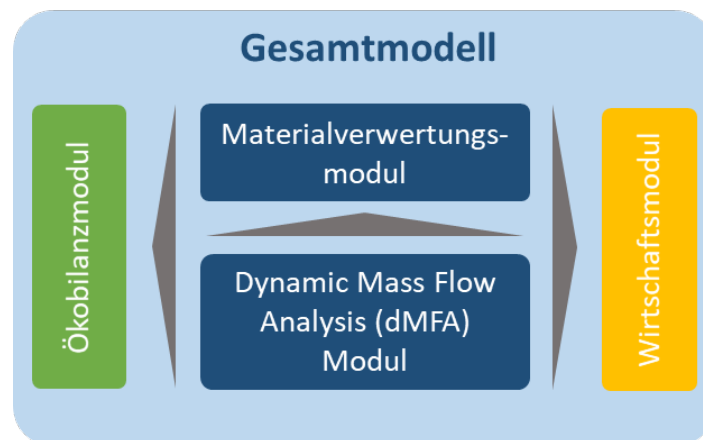 Gesamtmodell
Ökobilanzmodul
Materialverwertungs-
modul
Dynamic Mass Flow
Analysis (dMFA)
Modul
Wirtschaftsmodul